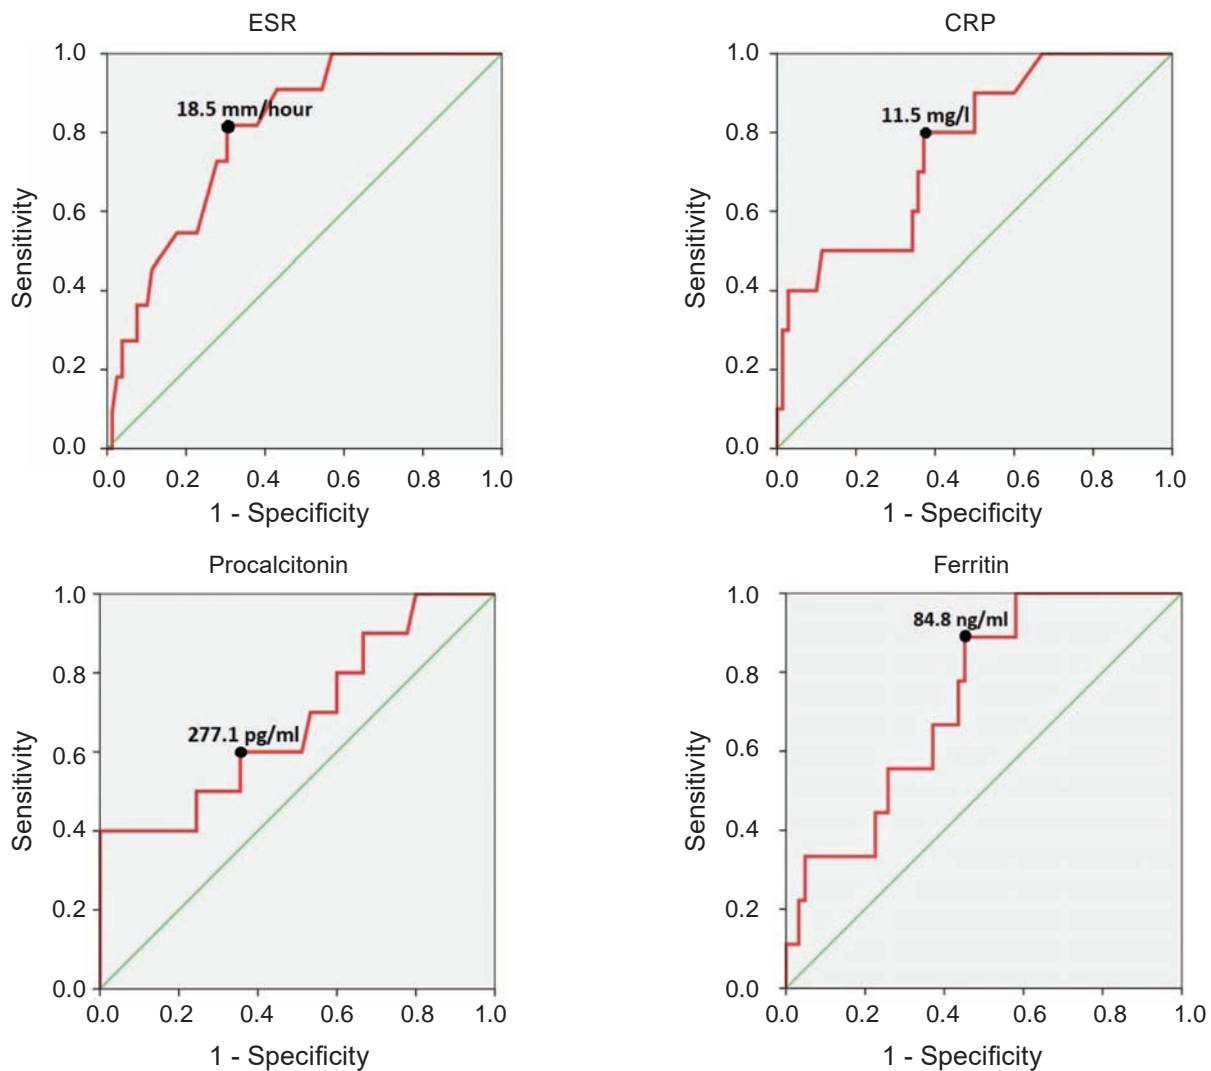 ESR
1.0
0.8
0.6
0.4
0.2
0.0
Sensitivity
18.5 mm/hour
0.0 0.2 0.4 0.6 0.8 1.0
1 - Specificity
CRP
1.0
0.8
0.6
0.4
0.2
0.0
Sensitivity
11.5 mg/l
0.0 0.2 0.4 0.6 0.8 1.0
1 - Specificity
Procalcitonin
1.0
0.8
0.6
0.4
0.2
0.0
Sensitivity
277.1 pg/ml
0.0 0.2 0.4 0.6 0.8 1.0
1 - Specificity
Ferritin
1.0
0.8
0.6
0.4
0.2
0.0
Sensitivity
84.8 ng/ml
0.0 0.2 0.4 0.6 0.8 1.0
1 - Specificity